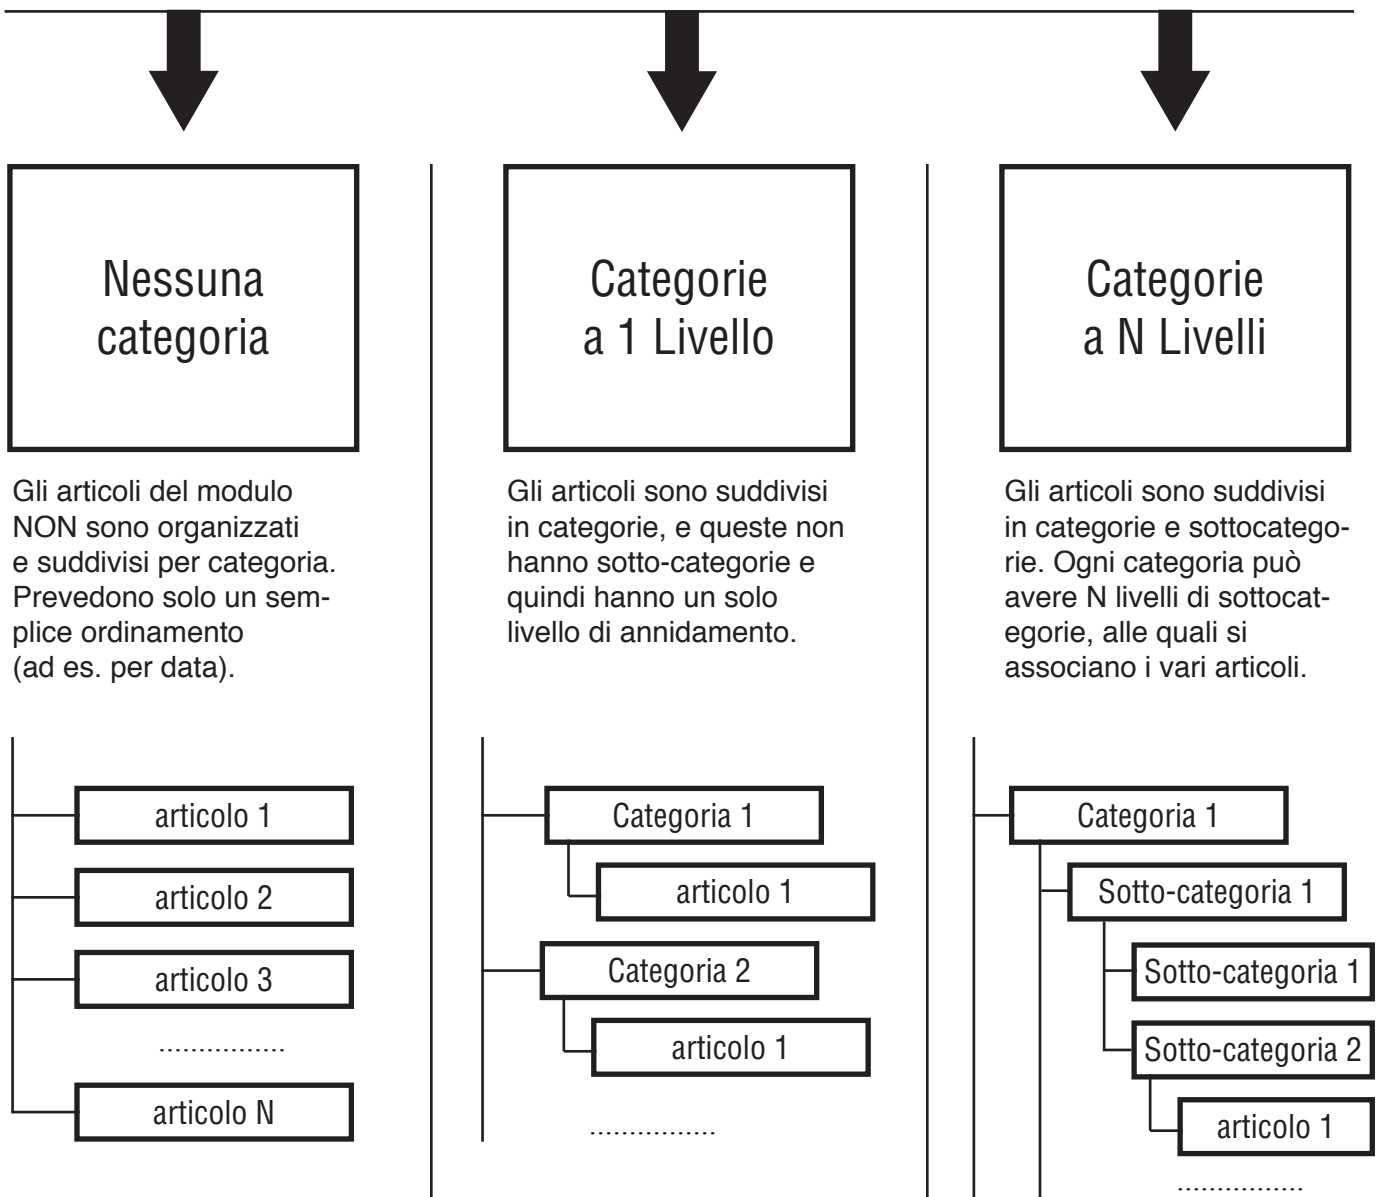 Nessuna
categoria
Gli articoli del modulo
NON sono organizzati
e suddivisi per categoria.
Prevedono solo un sem-
plice ordinamento
(ad es. per data).
articolo 1
articolo 2
articolo 3
................
articolo N
Categorie
a 1 Livello
Gli articoli sono suddivisi
in categorie, e queste non
hanno sotto-categorie e
quindi hanno un solo
livello di annidamento.
Categoria 1
articolo 1
Categoria 2
articolo 1
................
Categorie
a N Livelli
Gli articoli sono suddivisi
in categorie e sottocatego-
rie. Ogni categoria può
avere N livelli di sottocat-
egorie, alle quali si
associano i vari articoli.
Categoria 1
Sotto-categoria 1
Sotto-categoria 1
Sotto-categoria 2
articolo 1
................